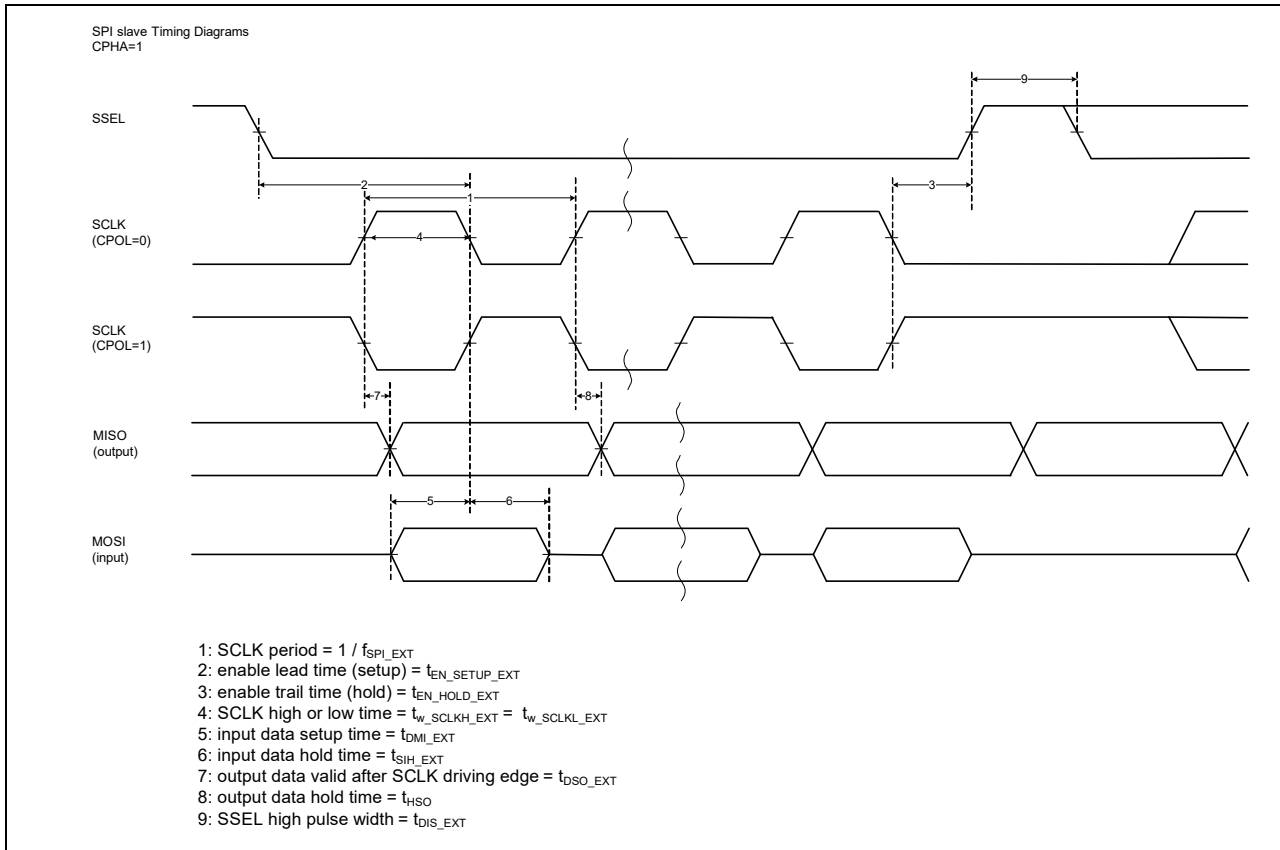 SPI slave Timing Diagrams
CPHA=1
9
SSEL
2
3
1
SCLK
(CPOL=0)
4
SCLK
(CPOL=1)
7
8
MISO
(output)
5
6
MOSI
(input)
1: SCLK period = 1 / fSPI_EXT
2: enable lead time (setup) = tEN_SETUP_EXT
3: enable trail time (hold) = tEN_HOLD_EXT
4: SCLK high or low time = tw_SCLKH_EXT = tw_SCLKL_EXT
5: input data setup time = tDMI_EXT
6: input data hold time = tSIH_EXT
7: output data valid after SCLK driving edge = tDSO_EXT
8: output data hold time = tHSO
9: SSEL high pulse width = tDIS_EXT